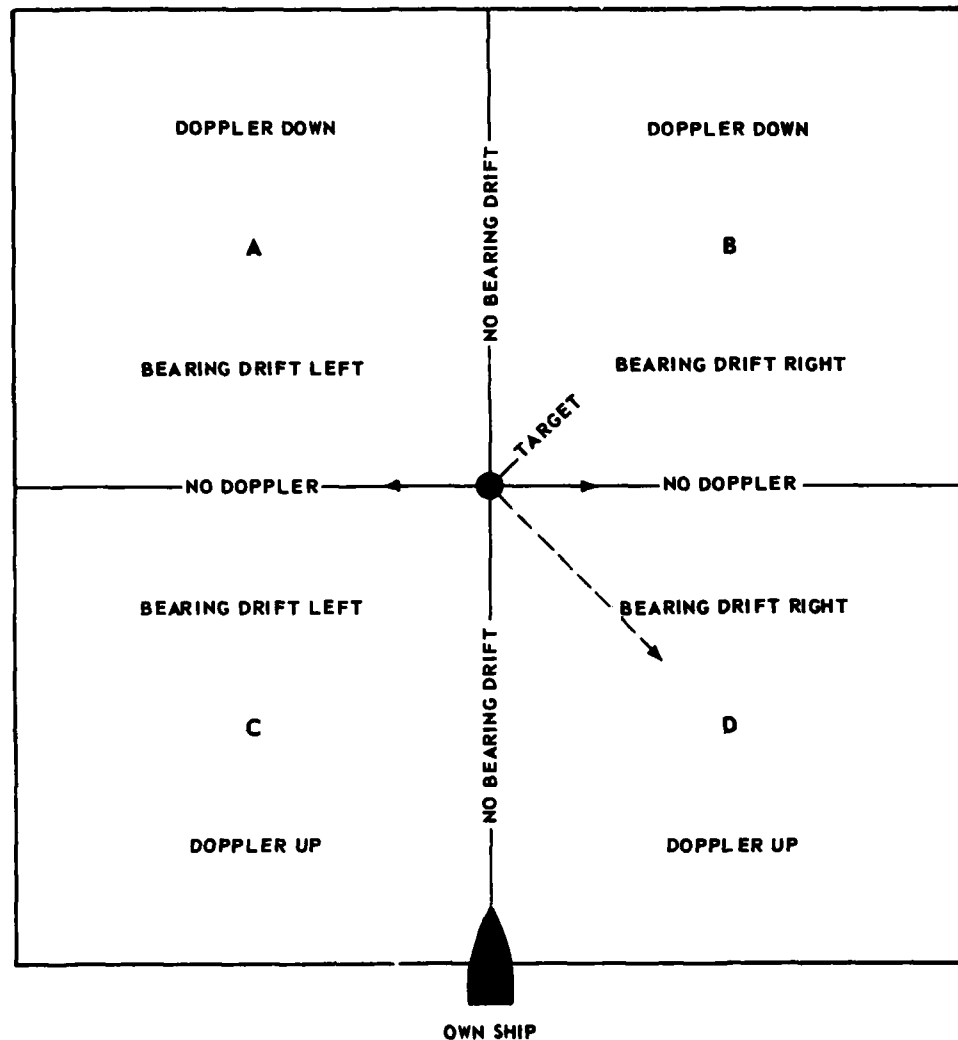 DOPPLER DOWN
DOPPLER DOWN
NO BEARING DRIFT
A
B
BEARING DRIFT LEFT
BEARING DRIFT RIGHT
TARGET
NO DOPPLER
NO DOPPLER
BEARING DRIFT LEFT
BEARING DRIFT RIGHT
NO BEARING DRIFT
C
D
DOPPLER UP
DOPPLER UP
OWN SHIP